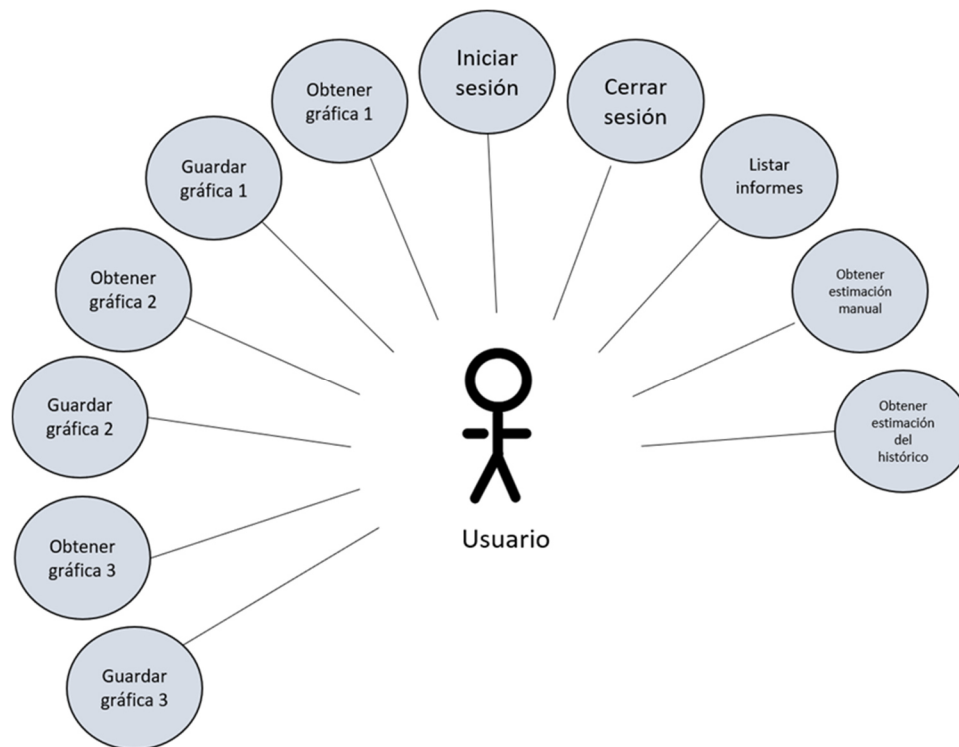 Iniciar
sesión
Cerrar
sesión
Obtener
gráfica 1
Listar
informes
Guardar
gráfica 1
Obtener
estimación
manual
Obtener
gráfica 2
Guardar
gráfica 2
Obtener
estimación
del
histórico
Usuario
Obtener
gráfica 3
Guardar
gráfica 3